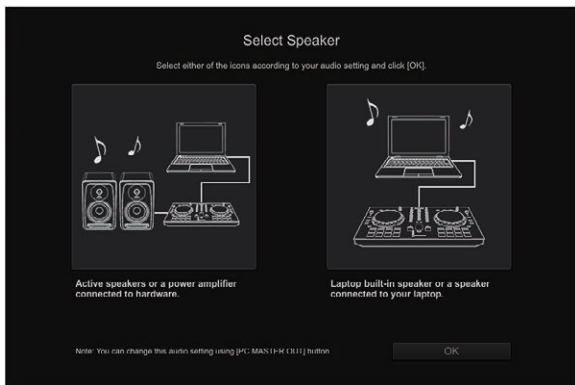 Select Speaker
Select either of the icons according to your audio setting and click [OK].
Active speakers or a power amplifier
connected to hardware.
Laptop built-in speaker or a speaker
connected to your laptop.
Note: You can change this audio setting using [PC MASTER OUT] button
OK